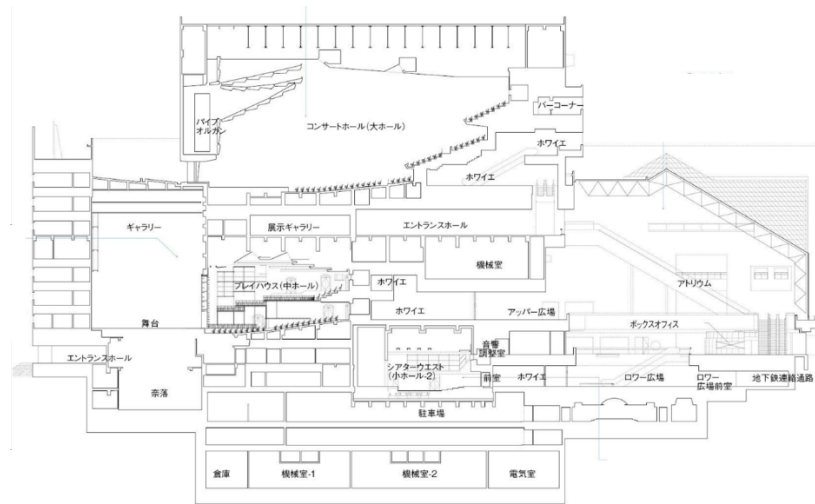 バーコーナー
パイプ
オルガン
コンサートホール(大ホール)
ホワイエ
ホワイエ
ギャラリー
展示ギャラリー
エントランスホール
機械室
プレイハウス(中ホール)
ホワイエ
アトリウム
ホワイエ
アッパー広場
舞台
ボックスオフィス
エントランスホール
音響
調整室
シアターウエスト
(小ホール-2)
前室
ホワイエ
ロワー広場
ロワー
広場前室
地下鉄連絡通路
奈落
駐車場
倉庫
機械室-1
機械室-2
電気室